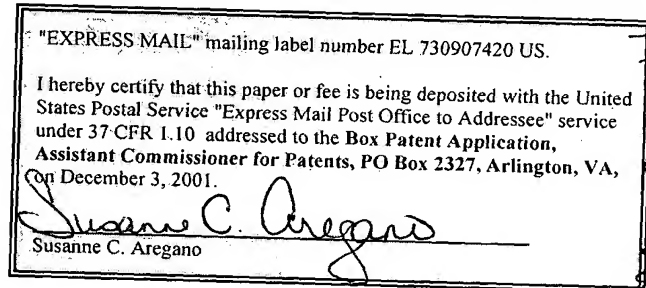 "EXPRESS MAIL" mailing label number EL 730907420 US.
I hereby certify that this paper or fee is being deposited with the United
States Postal Service "Express Mail Post Office to Addressee" service
under 37 CFR 1.10 addressed to the Box Patent Application,
Assistant Commissioner for Patents, PO Box 2327, Arlington, VA,
on December 3, 2001.
Susanne C. Aregano
Susanne C. Aregano